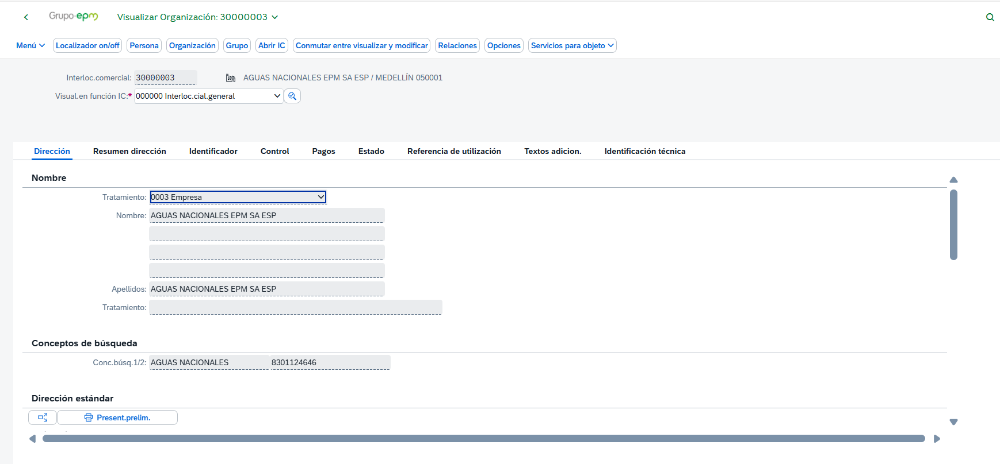 Grupo·epm Visualizar Organización: 30000003
Menú Localizador on/off Persona Organización Grupo Abrir IC Conmutar entre visualizar y modificar Relaciones Opciones Servicios para objeto
Interloc.comercial: 30000003 AGUAS NACIONALES EPM SA ESP / MEDELLÍN 050001
Visual.en función IC:* 000000 Interloc.cial.general
Dirección Resumen dirección Identificador Control Pagos Estado Referencia de utilización Textos adicion. Identificación técnica
Nombre
Tratamiento: 0003 Empresa
Nombre: AGUAS NACIONALES EPM SA ESP
Apellidos: AGUAS NACIONALES EPM SA ESP
Tratamiento:
Conceptos de búsqueda
Conc.búsq.1/2: AGUAS NACIONALES 8301124646
Dirección estándar
Present.prelim.